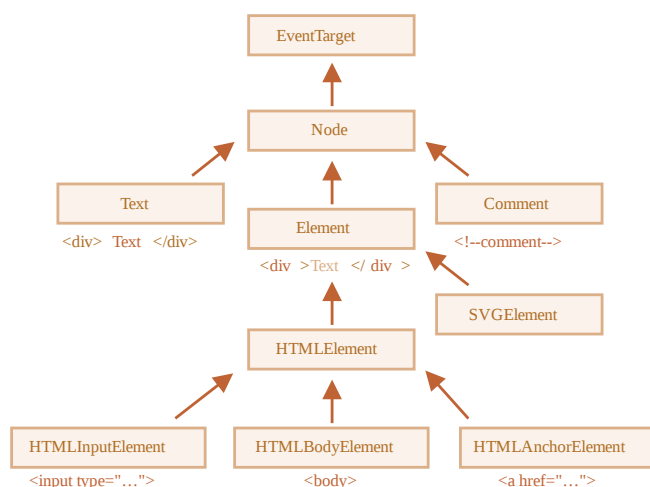 EventTarget
Node
Text
Comment
<div> Text </div>
Element
<!--comment-->
<div >Text </ div >
SVGElement
HTMLElement
HTMLInputElement
HTMLBodyElement
HTMLAnchorElement
<input type="…">
<body>
<a href="…">